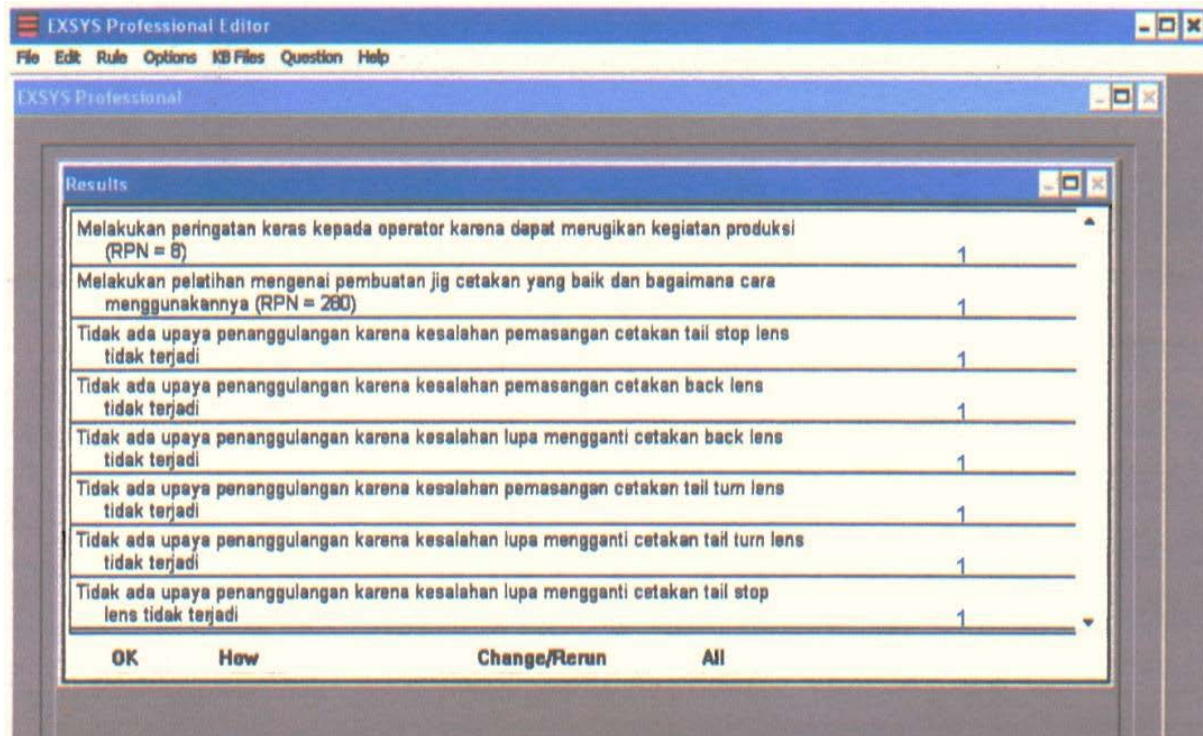 EXSYS Professional Editor
File Edit Rule Options KB Files Question Help
EXSYS Professional
Results
Melakukan peringatan keras kepada operator karena dapat merugikan kegiatan produksi
(RPN = 8) 1
Melakukan pelatihan mengenai pembuatan jig cetakan yang baik dan bagaimana cara
menggunakannya (RPN = 280) 1
Tidak ada upaya penanggulangan karena kesalahan pemasangan cetakan tail stop lens
tidak terjadi 1
Tidak ada upaya penanggulangan karena kesalahan pemasangan cetakan back lens
tidak terjadi 1
Tidak ada upaya penanggulangan karena kesalahan lupa mengganti cetakan back lens
tidak terjadi 1
Tidak ada upaya penanggulangan karena kesalahan pemasangan cetakan tail turn lens
tidak terjadi 1
Tidak ada upaya penanggulangan karena kesalahan lupa mengganti cetakan tail turn lens
tidak terjadi 1
Tidak ada upaya penanggulangan karena kesalahan lupa mengganti cetakan tail stop
lens tidak terjadi 1
OK How Change/Rerun All